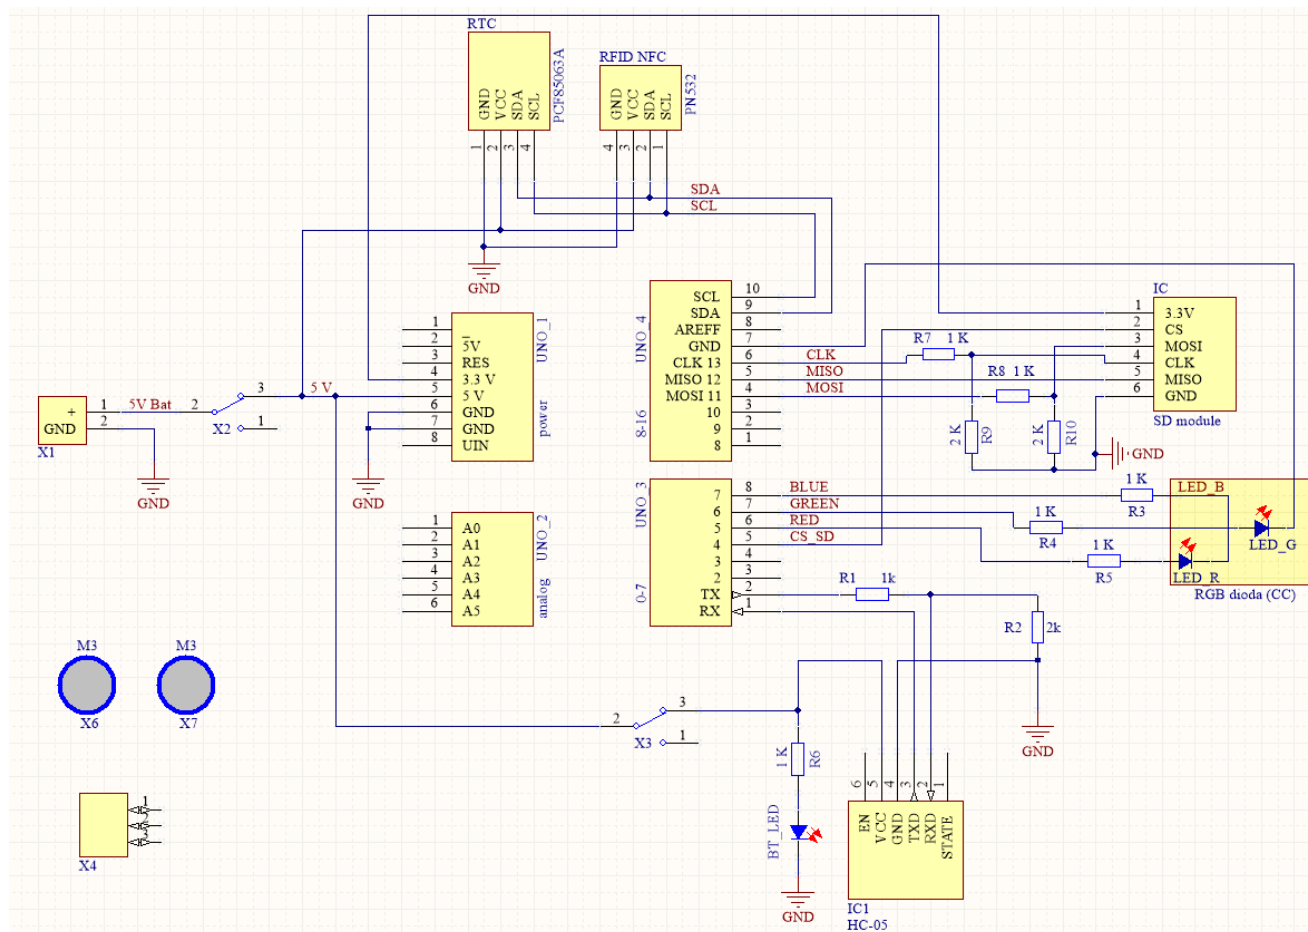 RTC
PCF85063A
GND
VCC
SDA
SCL
1
2
3
4
RFID NFC
PN532
GND
VCC
SDA
SCL
4
3
2
1
SDA
SCL
GND
UNO_1
power
1
2
3
4
5
6
7
8
5V
RES
3.3 V
5 V
GND
GND
UIN
GND
X1
+
GND
1
2
5V Bat
GND
2
3
1
X2
5 V
UNO_4
8-16
SCL
SDA
AREFF
GND
CLK 13
MISO 12
MOSI 11
10
9
8
10
9
8
7
6
5
4
3
2
1
CLK
MISO
MOSI
R7 1 K
R8 1 K
2 K
R9
2 K
R10
GND
IC
1
2
3
4
5
6
3.3V
CS
MOSI
CLK
MISO
GND
SD module
UNO_2
analog
1
2
3
4
5
6
A0
A1
A2
A3
A4
A5
UNO_3
0-7
7
6
5
4
3
2
TX
RX
8
7
6
5
4
3
2
1
BLUE
GREEN
RED
CS_SD
1 K
R3
1 K
R4
1 K
R5
LED_B
LED_G
LED_R
RGB dioda (CC)
R1 1k
R2 2k
GND
M3
X6
M3
X7
X4
1
2
3
2
3
1
X3
1 K
R6
BT_LED
GND
6
5
4
3
2
1
EN
VCC
GND
TXD
RXD
STATE
IC1
HC-05